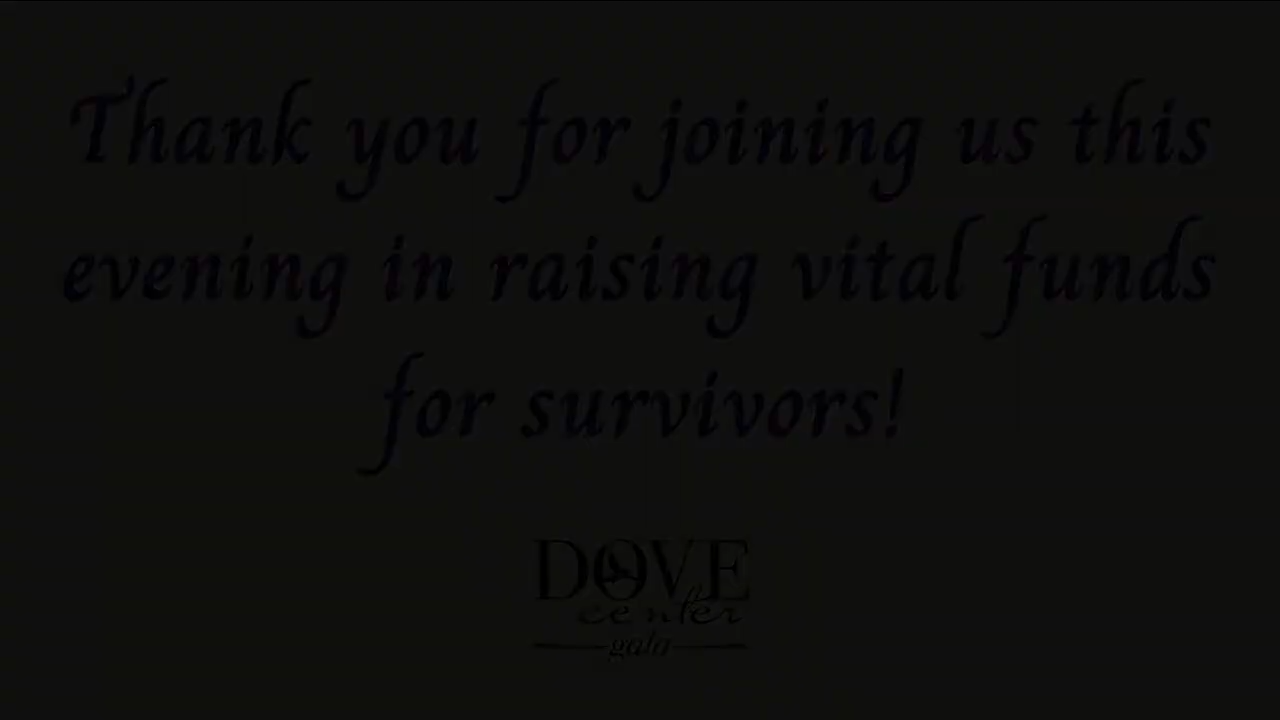 Thank you for joining us this
evening in raising vital funds
for survivors!
DOVE
center
gala